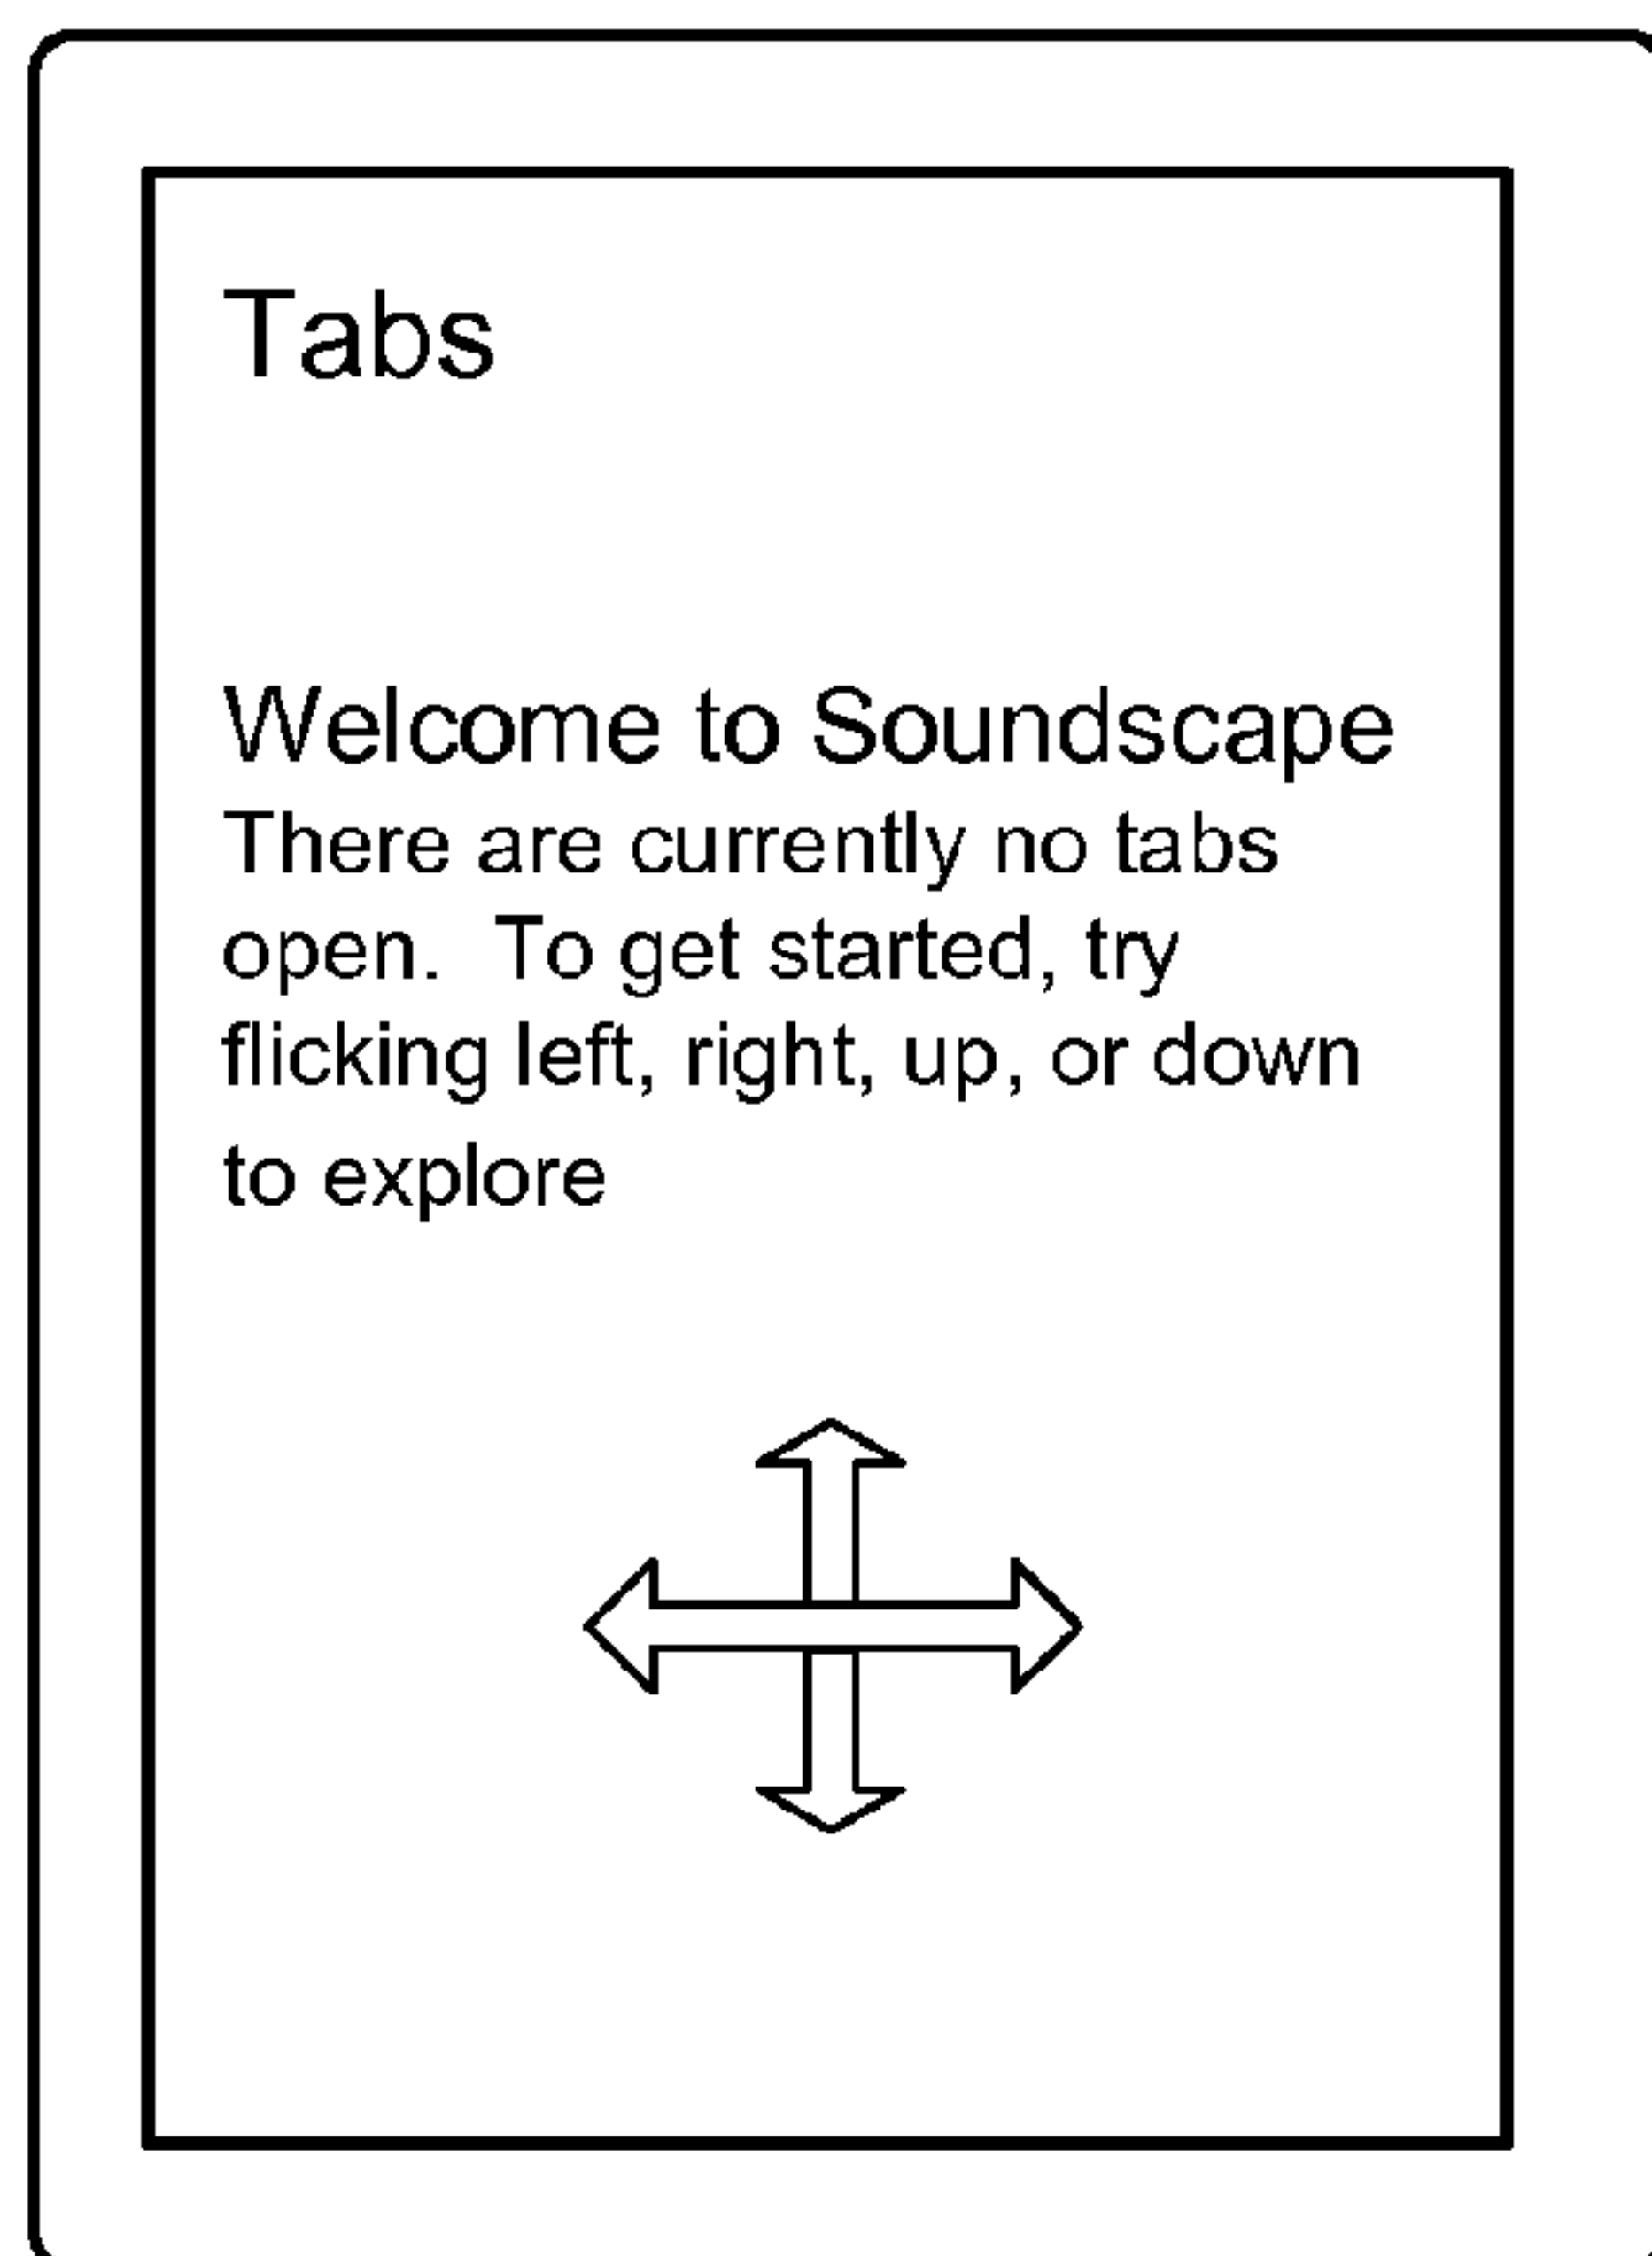 Tabs
Welcome to Soundscape
There are currently no tabs
open.  To get started, try
flicking left, right, up, or down
to explore